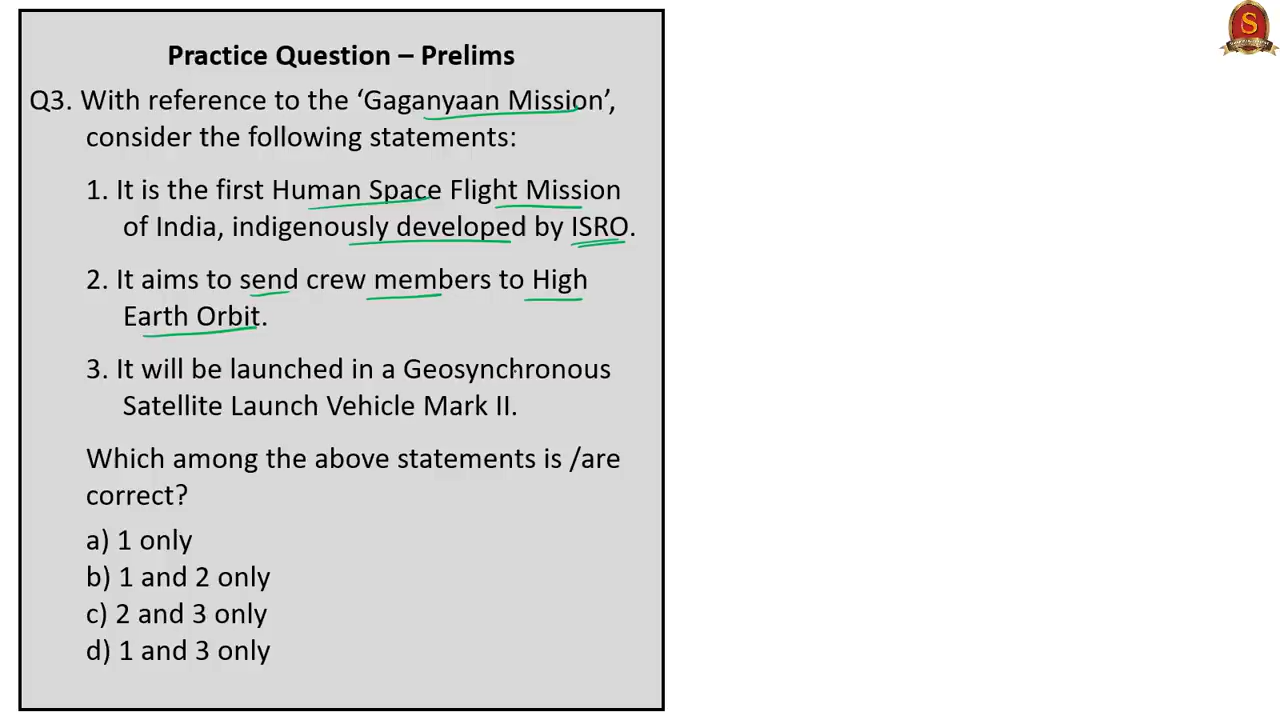 Practice Question – Prelims
Q3. With reference to the ‘Gaganyaan Mission’,
consider the following statements:
1. It is the first Human Space Flight Mission
of India, indigenously developed by ISRO.
2. It aims to send crew members to High
Earth Orbit.
3. It will be launched in a Geosynchronous
Satellite Launch Vehicle Mark II.
Which among the above statements is /are
correct?
a) 1 only
b) 1 and 2 only
c) 2 and 3 only
d) 1 and 3 only
S